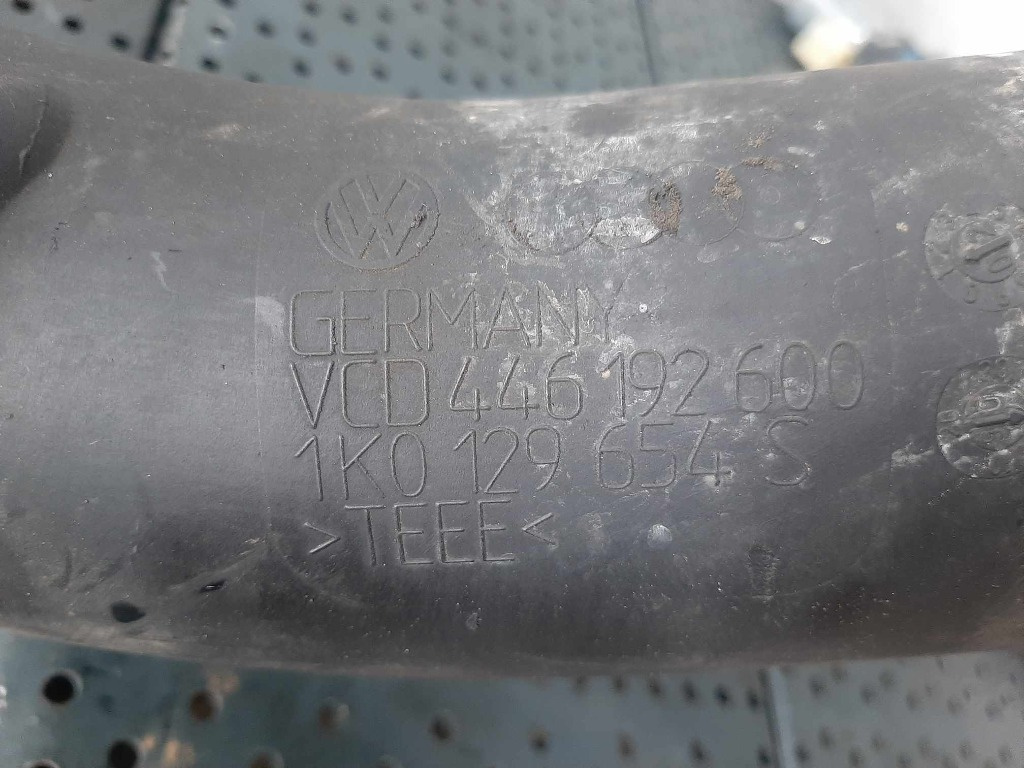 GERMANY
VCD 446 192 600
1K0 129 654 S
>TEEE<